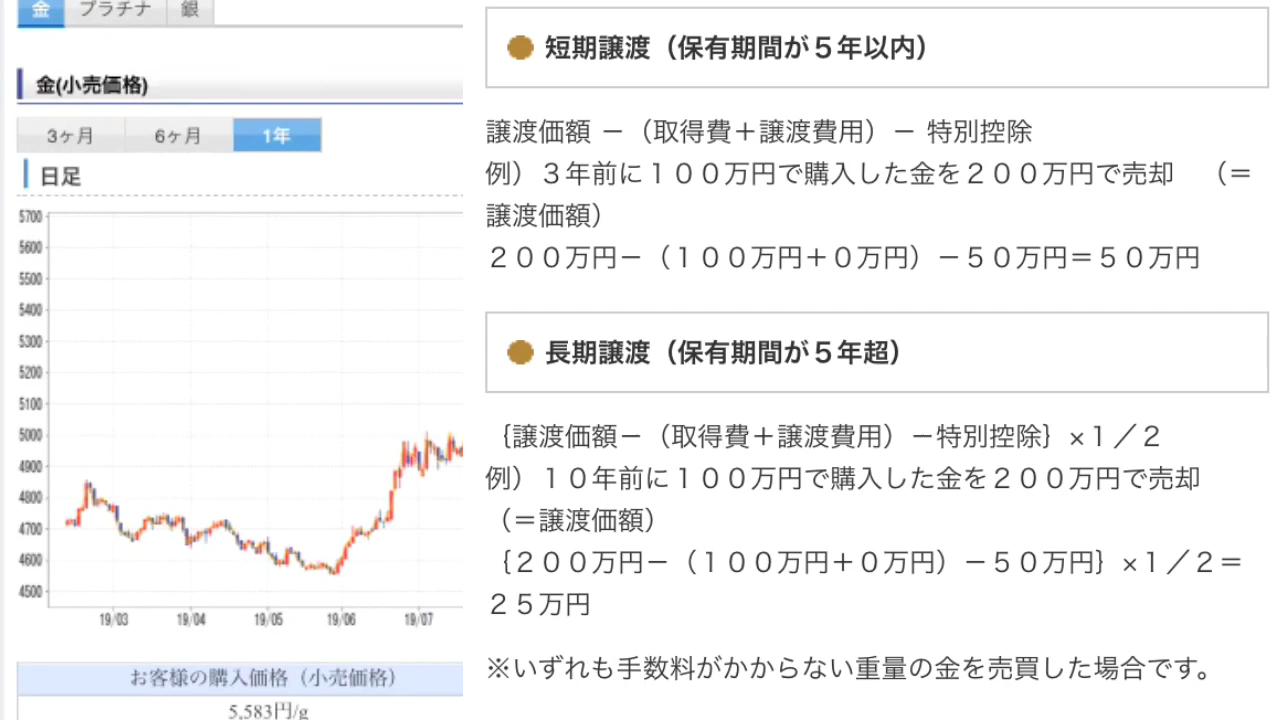 金 プラチナ 銀
金(小売価格)
3ヶ月 6ヶ月 1年
日足
5700
5600
5500
5400
5300
5200
5100
5000
4900
4800
4700
4600
4500
19/03 19/04 19/05 19/06 19/07
お客様の購入価格（小売価格）
5,583円/g
短期譲渡（保有期間が５年以内）
譲渡価額 －（取得費＋譲渡費用）－ 特別控除
例）３年前に１００万円で購入した金を２００万円で売却　（＝
譲渡価額）
２００万円－（１００万円＋０万円）－５０万円＝５０万円
長期譲渡（保有期間が５年超）
｛譲渡価額－（取得費＋譲渡費用）－特別控除｝×１／２
例）１０年前に１００万円で購入した金を２００万円で売却
（＝譲渡価額）
｛２００万円－（１００万円＋０万円）－５０万円｝×１／２＝
２５万円
※いずれも手数料がかからない重量の金を売買した場合です。